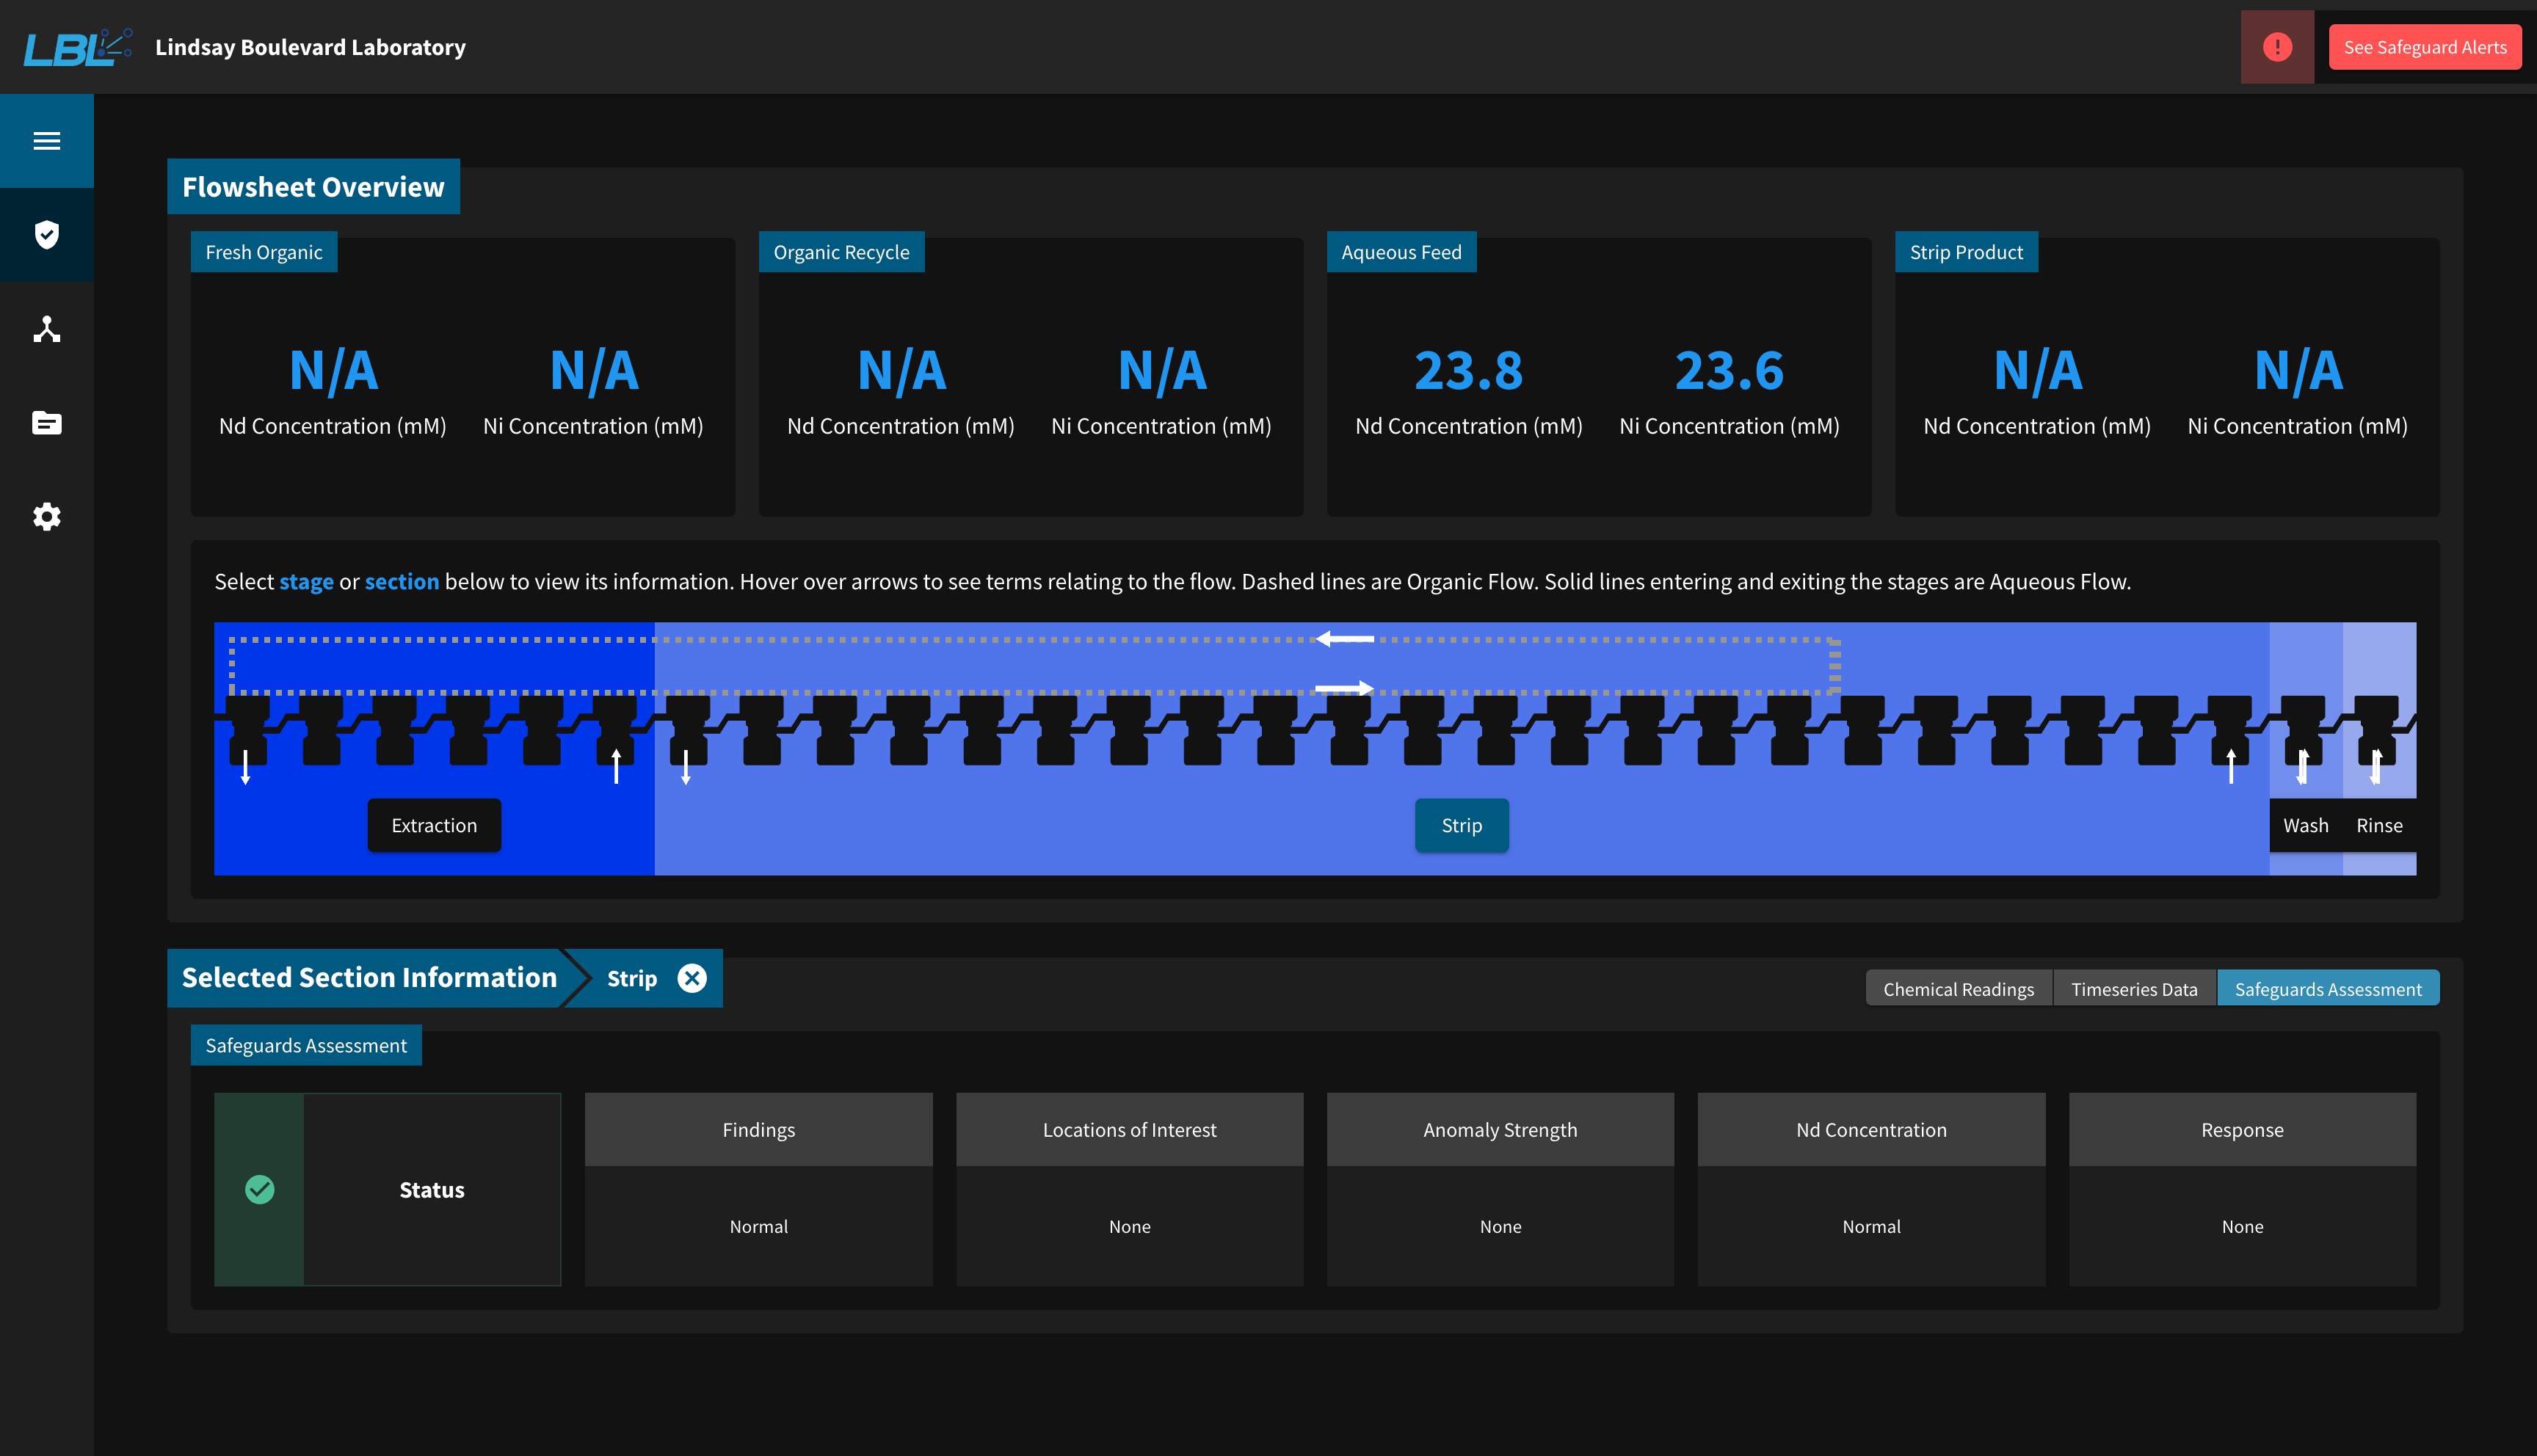 LBL
Lindsay Boulevard Laboratory
See Safeguard Alerts
Flowsheet Overview
Fresh Organic
N/A
Nd Concentration (mM)
N/A
Ni Concentration (mM)
Organic Recycle
N/A
Nd Concentration (mM)
N/A
Ni Concentration (mM)
Aqueous Feed
23.8
Nd Concentration (mM)
23.6
Ni Concentration (mM)
Strip Product
N/A
Nd Concentration (mM)
N/A
Ni Concentration (mM)
Select stage or section below to view its information. Hover over arrows to see terms relating to the flow. Dashed lines are Organic Flow. Solid lines entering and exiting the stages are Aqueous Flow.
Extraction
Strip
Wash
Rinse
Selected Section Information
Strip
Chemical Readings
Timeseries Data
Safeguards Assessment
Safeguards Assessment
Status
Findings
Normal
Locations of Interest
None
Anomaly Strength
None
Nd Concentration
Normal
Response
None